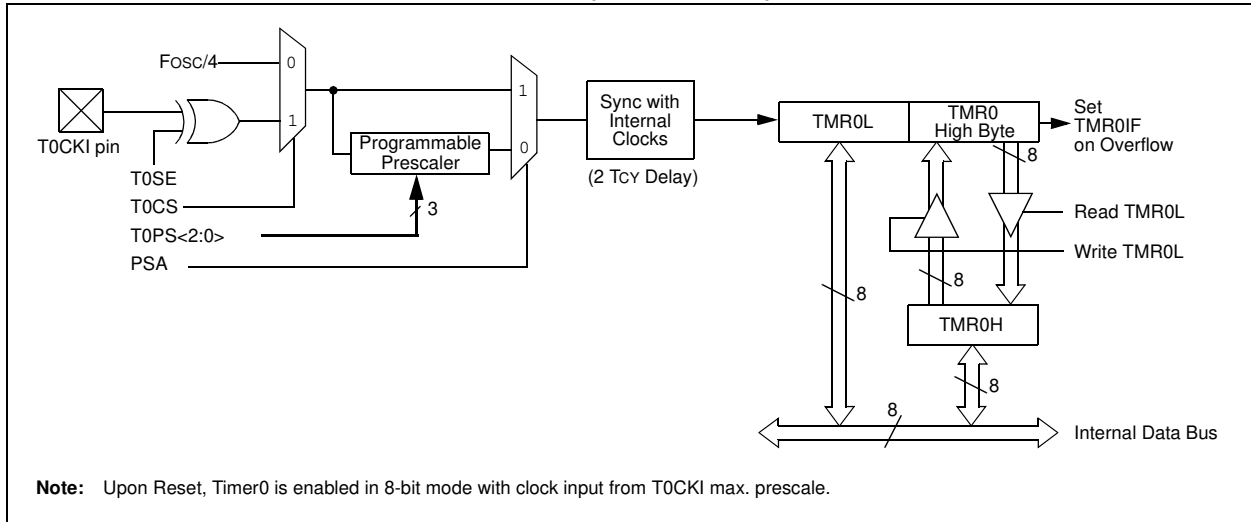 FOSC/4
0
1
T0CKI pin
T0SE
T0CS
T0PS<2:0>
PSA
Programmable
Prescaler
3
1
0
Sync with
Internal
Clocks
(2 TCY Delay)
TMR0L
TMR0
High Byte
Set
TMR0IF
on Overflow
8
Read TMR0L
Write TMR0L
8
8
TMR0H
8
8
Internal Data Bus
Note: Upon Reset, Timer0 is enabled in 8-bit mode with clock input from T0CKI max. prescale.